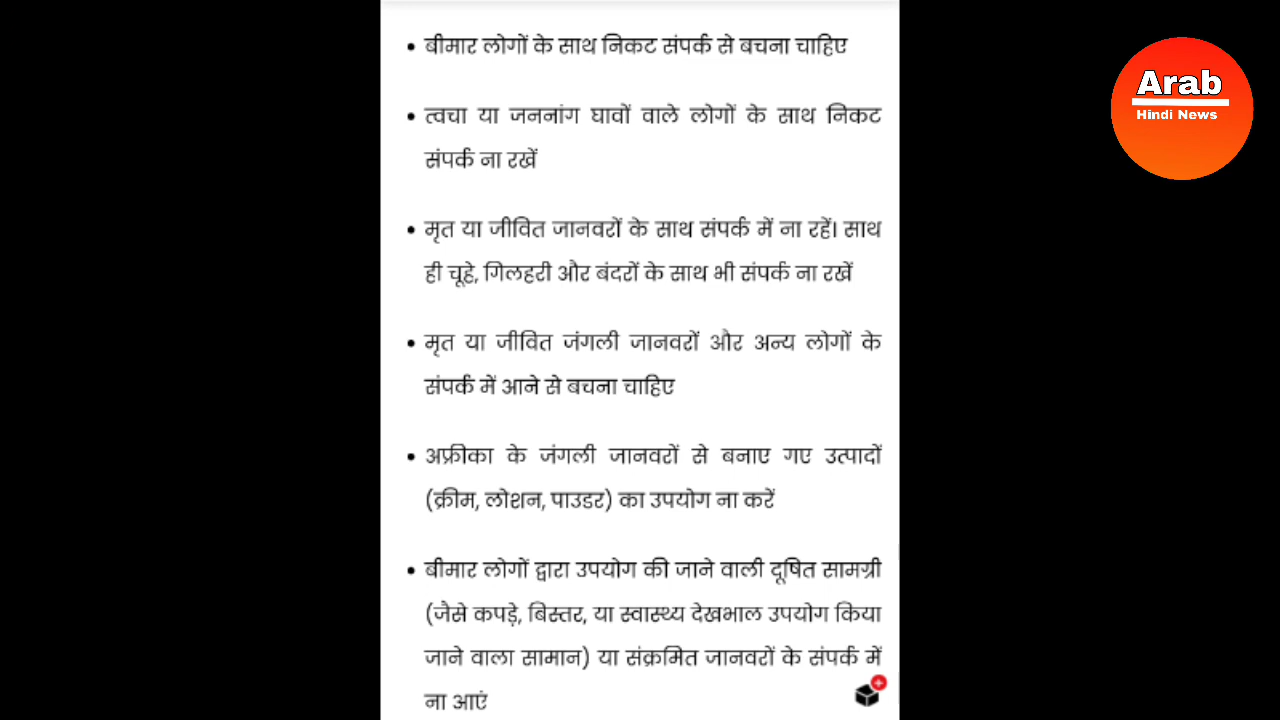 • बीमार लोगों के साथ निकट संपर्क से बचना चाहिए
• त्वचा या जननांग घावों वाले लोगों के साथ निकट
संपर्क ना रखें
• मृत या जीवित जानवरों के साथ संपर्क में ना रहें। साथ
ही चूहे, गिलहरी और बंदरों के साथ भी संपर्क ना रखें
• मृत या जीवित जंगली जानवरों और अन्य लोगों के
संपर्क में आने से बचना चाहिए
• अफ्रीका के जंगली जानवरों से बनाए गए उत्पादों
(क्रीम, लोशन, पाउडर) का उपयोग ना करें
• बीमार लोगों द्वारा उपयोग की जाने वाली दूषित सामग्री
(जैसे कपड़े, बिस्तर, या स्वास्थ्य देखभाल उपयोग किया
जाने वाला सामान) या संक्रमित जानवरों के संपर्क में
ना आएं
Arab
Hindi News